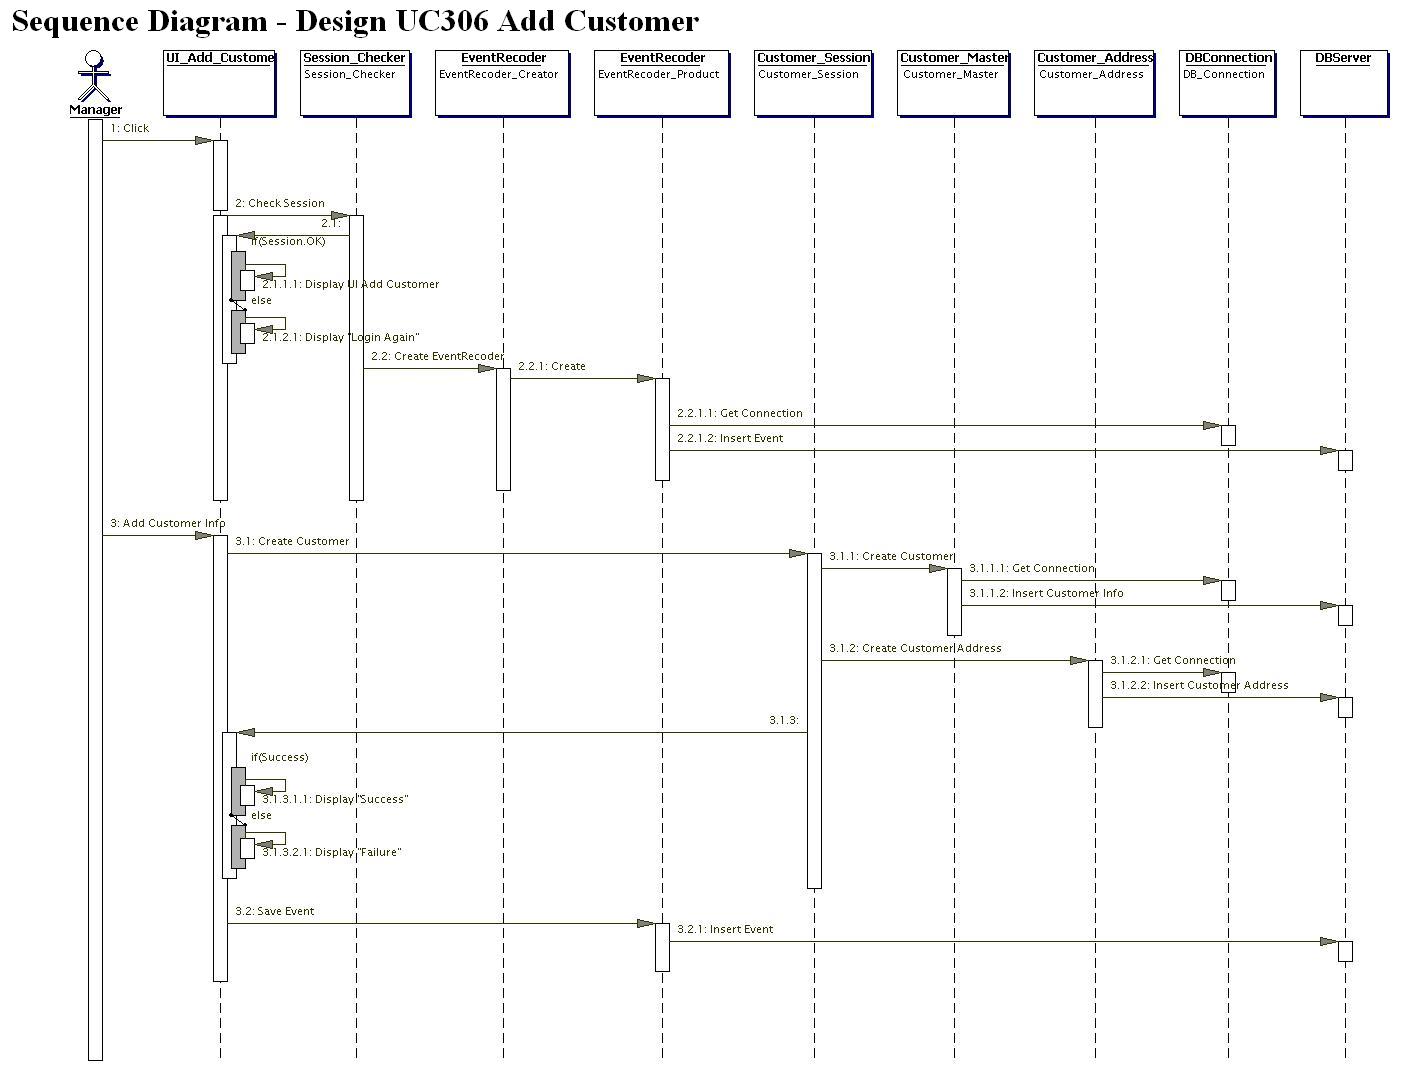 Sequence Diagram - Design UC306 Add Customer
Manager
UI_Add_Custome
Session_Checker
Session_Checker
EventRecoder
EventRecoder_Creator
EventRecoder
EventRecoder_Product
Customer_Session
Customer_Session
Customer_Master
Customer_Master
Customer_Address
Customer_Address
DBConnection
DB_Connection
DBServer
1: Click
2: Check Session
2.1:
if(Session.OK)
2.1.1.1: Display UI Add Customer
else
2.1.2.1: Display "Login Again"
2.2: Create EventRecoder
2.2.1: Create
2.2.1.1: Get Connection
2.2.1.2: Insert Event
3: Add Customer Info
3.1: Create Customer
3.1.1: Create Customer
3.1.1.1: Get Connection
3.1.1.2: Insert Customer Info
3.1.2: Create Customer Address
3.1.2.1: Get Connection
3.1.2.2: Insert Customer Address
3.1.3:
if(Success)
3.1.3.1.1: Display "Success"
else
3.1.3.2.1: Display "Failure"
3.2: Save Event
3.2.1: Insert Event